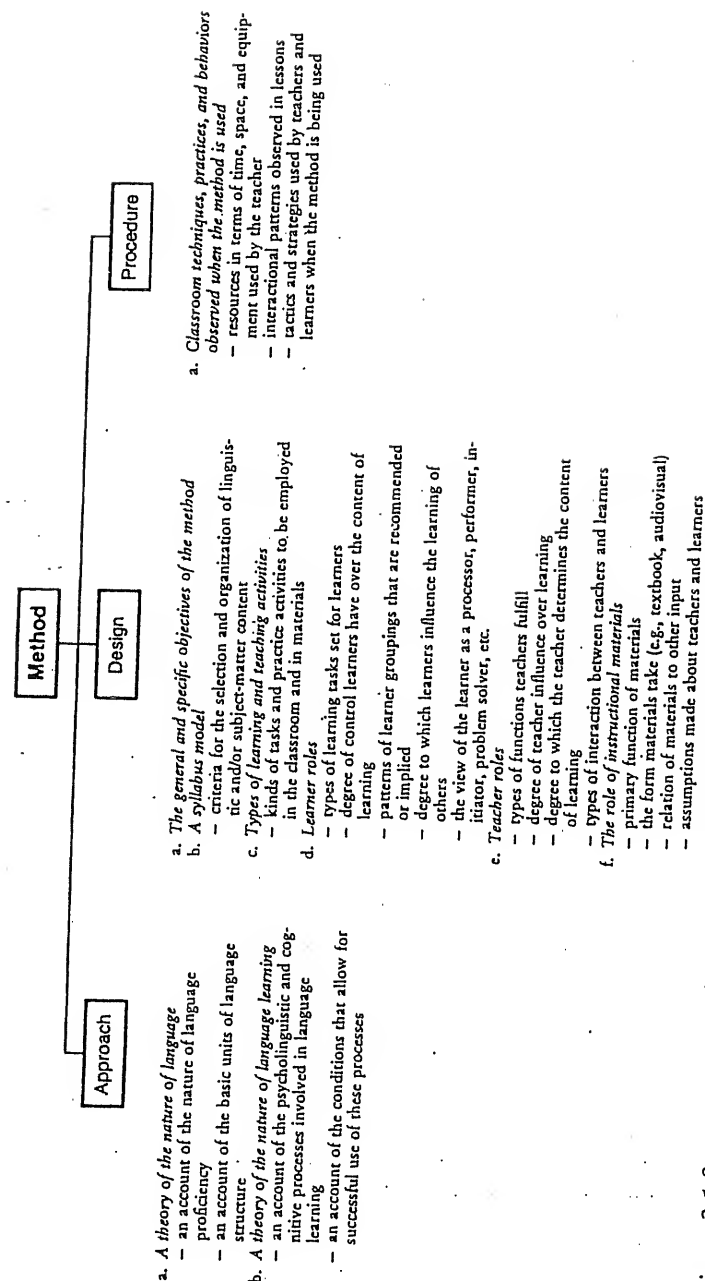 Method
Approach
a. A theory of the nature of language
– an account of the nature of language
proficiency
– an account of the basic units of language
structure
b. A theory of the nature of language learning
– an account of the psycholinguistic and cog-
nitive processes involved in language
learning
– an account of the conditions that allow for
successful use of these processes
Design
a. The general and specific objectives of the method
b. A syllabus model
– criteria for the selection and organization of linguis-
tic and/or subject-matter content
c. Types of learning and teaching activities
– kinds of tasks and practice activities to be employed
in the classroom and in materials
d. Learner roles
– types of learning tasks set for learners
– degree of control learners have over the content of
learning
– patterns of learner groupings that are recommended
or implied
– degree to which learners influence the learning of
others
– the view of the learner as a processor, performer, in-
itiator, problem solver, etc.
e. Teacher roles
– types of functions teachers fulfill
– degree of teacher influence over learning
– degree to which the teacher determines the content
of learning
– types of interaction between teachers and learners
f. The role of instructional materials
– primary function of materials
– the form materials take (e.g., textbook, audiovisual)
– relation of materials to other input
– assumptions made about teachers and learners
Procedure
a. Classroom techniques, practices, and behaviors
observed when the method is used
– resources in terms of time, space, and equip-
ment used by the teacher
– interactional patterns observed in lessons
– tactics and strategies used by teachers and
learners when the method is being used